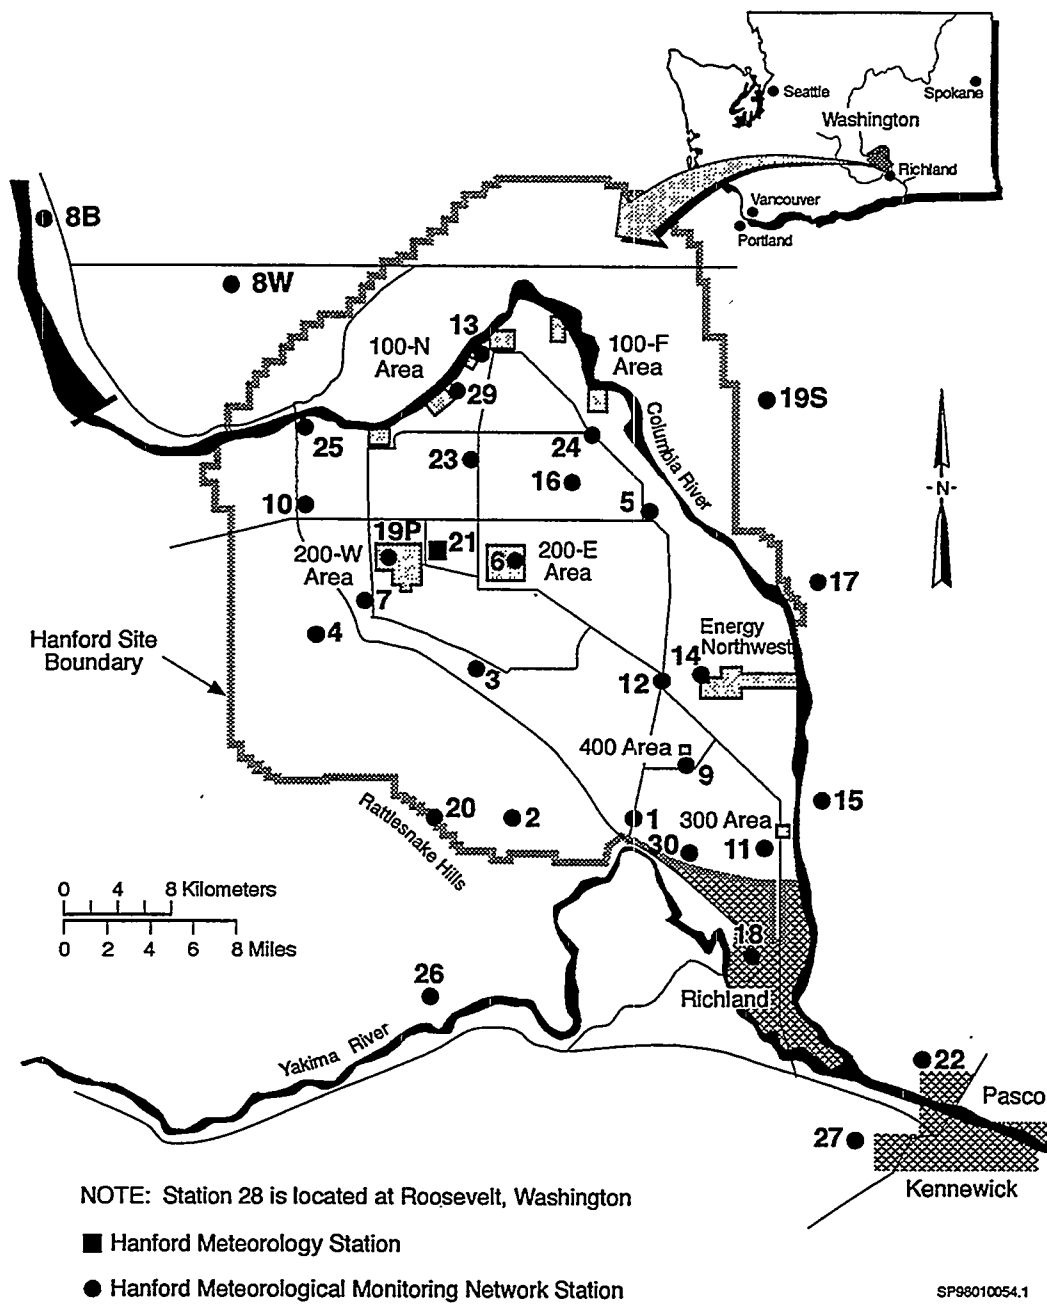 Seattle
Spokane
Washington
Richland
Vancouver
Portland
8B
8W
13
100-N
Area
100-F
Area
29
19S
25
24
Columbia River
23
16
10
5
- N -
19P
21
200-W
Area
6
200-E
Area
17
7
4
Hanford Site
Boundary
Energy
Northwest
14
3
12
400 Area
9
15
20
2
1
300 Area
30
11
Rattlesnake Hills
0 4 8 Kilometers
0 2 4 6 8 Miles
18
26
Richland
Yakima River
22
Pasco
27
Kennewick
NOTE: Station 28 is located at Roosevelt, Washington
Hanford Meteorology Station
Hanford Meteorological Monitoring Network Station
SP98010054.1